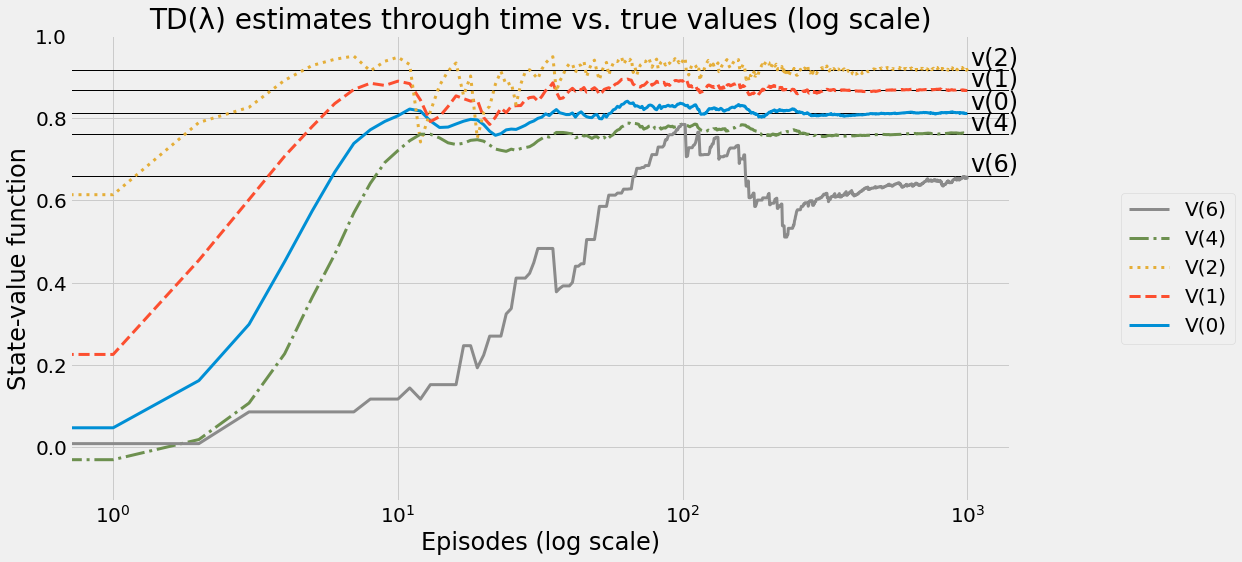 TD(λ) estimates through time vs. true values (log scale)
State-value function
1.0
0.8
0.6
0.4
0.2
0.0
v(2)
v(1)
v(0)
v(4)
v(6)
V(6)
V(4)
V(2)
V(1)
V(0)
10⁰
10¹
10²
10³
Episodes (log scale)